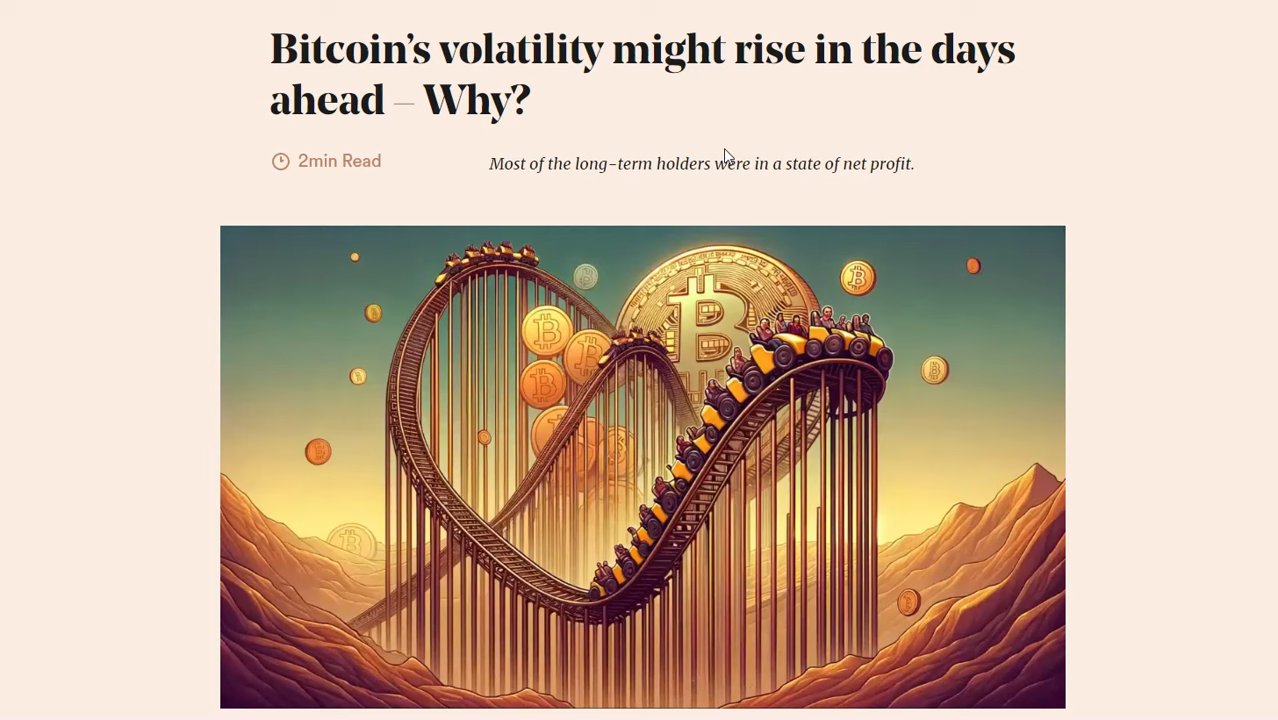 Bitcoin’s volatility might rise in the days
ahead – Why?
2min Read
Most of the long-term holders were in a state of net profit.